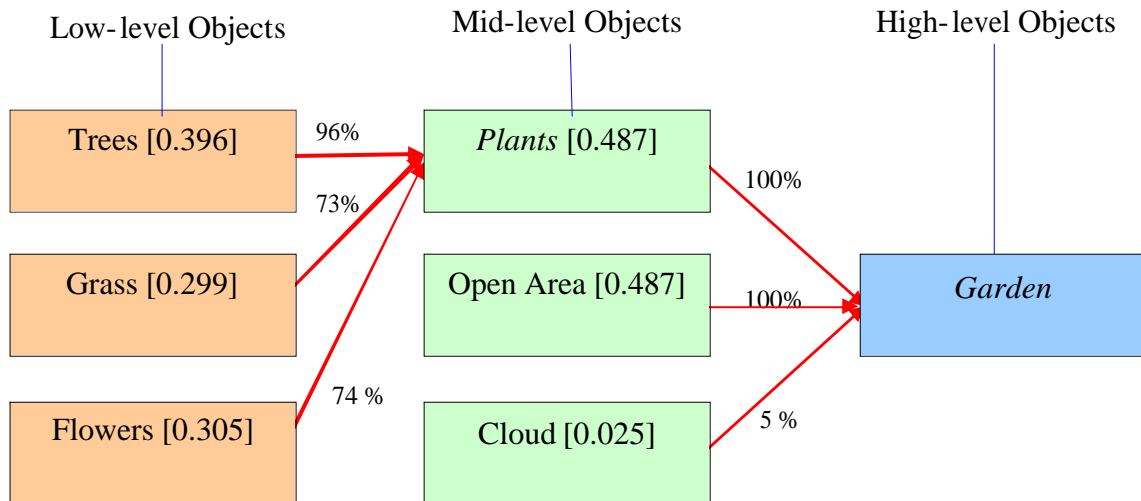 Low-level Objects
Mid-level Objects
High-level Objects
Trees [0.396]
96%
Plants [0.487]
100%
73%
Grass [0.299]
Open Area [0.487]
100%
Garden
74 %
Flowers [0.305]
Cloud [0.025]
5 %